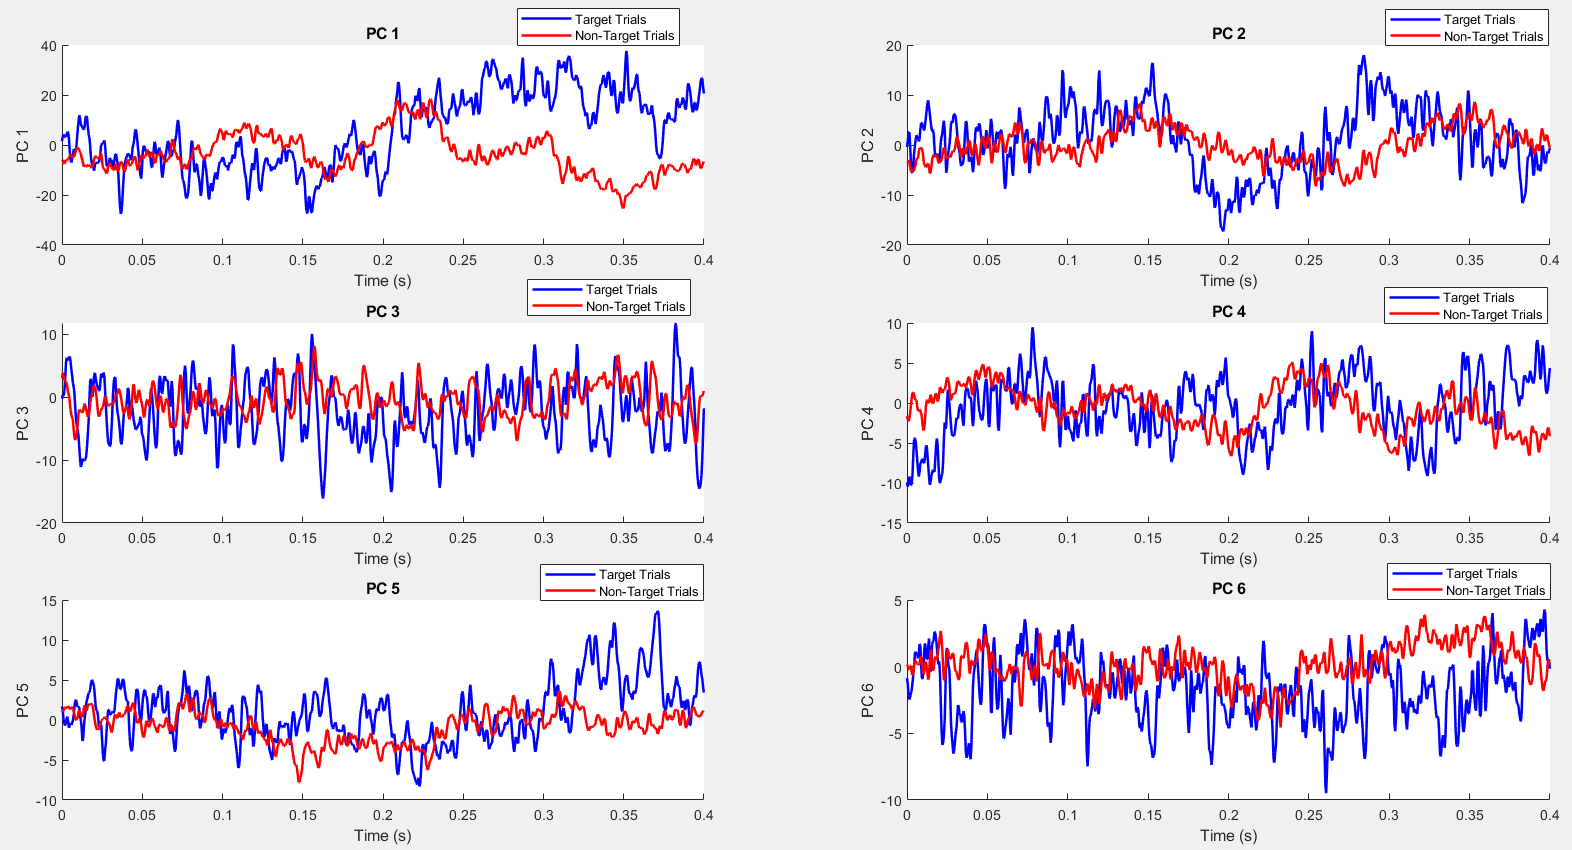 PC 1
Target Trials
Non-Target Trials
PC 1
40
20
0
-20
-40
0 0.05 0.1 0.15 0.2 0.25 0.3 0.35 0.4
Time (s)
PC 2
Target Trials
Non-Target Trials
PC 2
20
10
0
-10
-20
0 0.05 0.1 0.15 0.2 0.25 0.3 0.35 0.4
Time (s)
PC 3
Target Trials
Non-Target Trials
PC 3
10
0
-10
-20
0 0.05 0.1 0.15 0.2 0.25 0.3 0.35 0.4
Time (s)
PC 4
Target Trials
Non-Target Trials
PC 4
10
5
0
-5
-10
-15
0 0.05 0.1 0.15 0.2 0.25 0.3 0.35 0.4
Time (s)
PC 5
Target Trials
Non-Target Trials
PC 5
15
10
5
0
-5
-10
0 0.05 0.1 0.15 0.2 0.25 0.3 0.35 0.4
Time (s)
PC 6
Target Trials
Non-Target Trials
PC 6
5
0
-5
-10
0 0.05 0.1 0.15 0.2 0.25 0.3 0.35 0.4
Time (s)